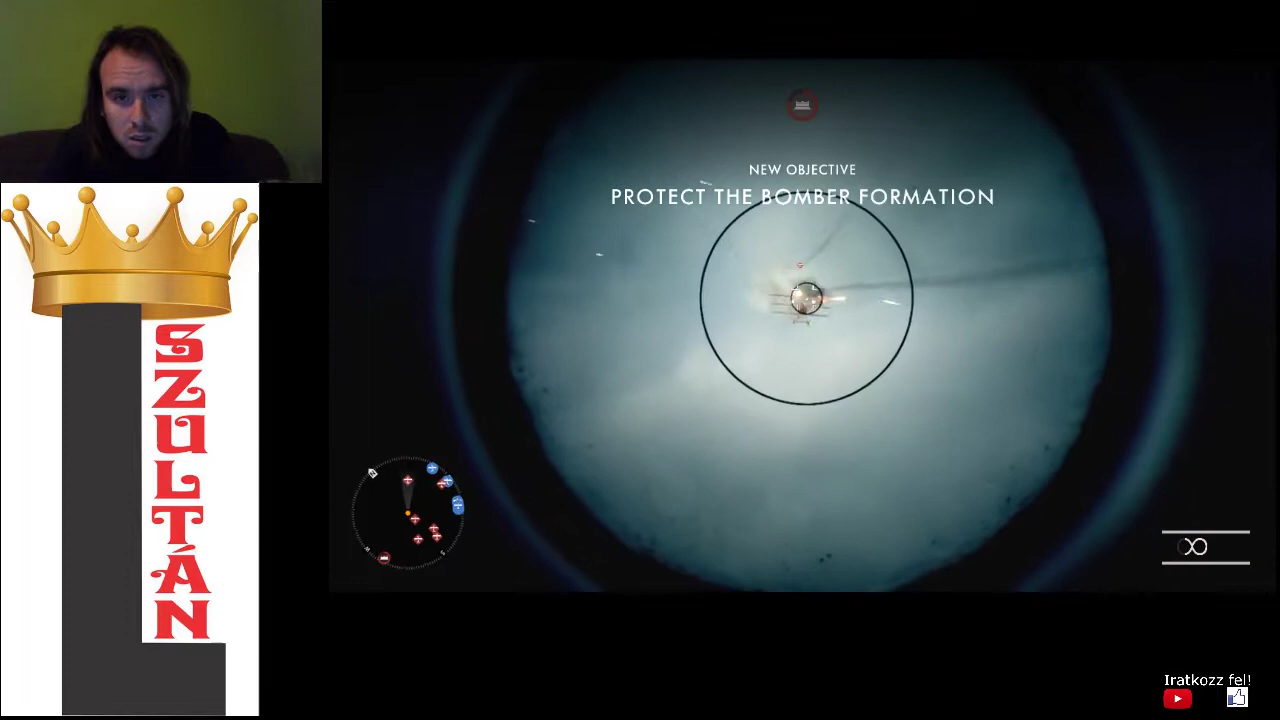 NEW OBJECTIVE
PROTECT THE BOMBER FORMATION
L
SZULTÁN
Iratkozz fel!